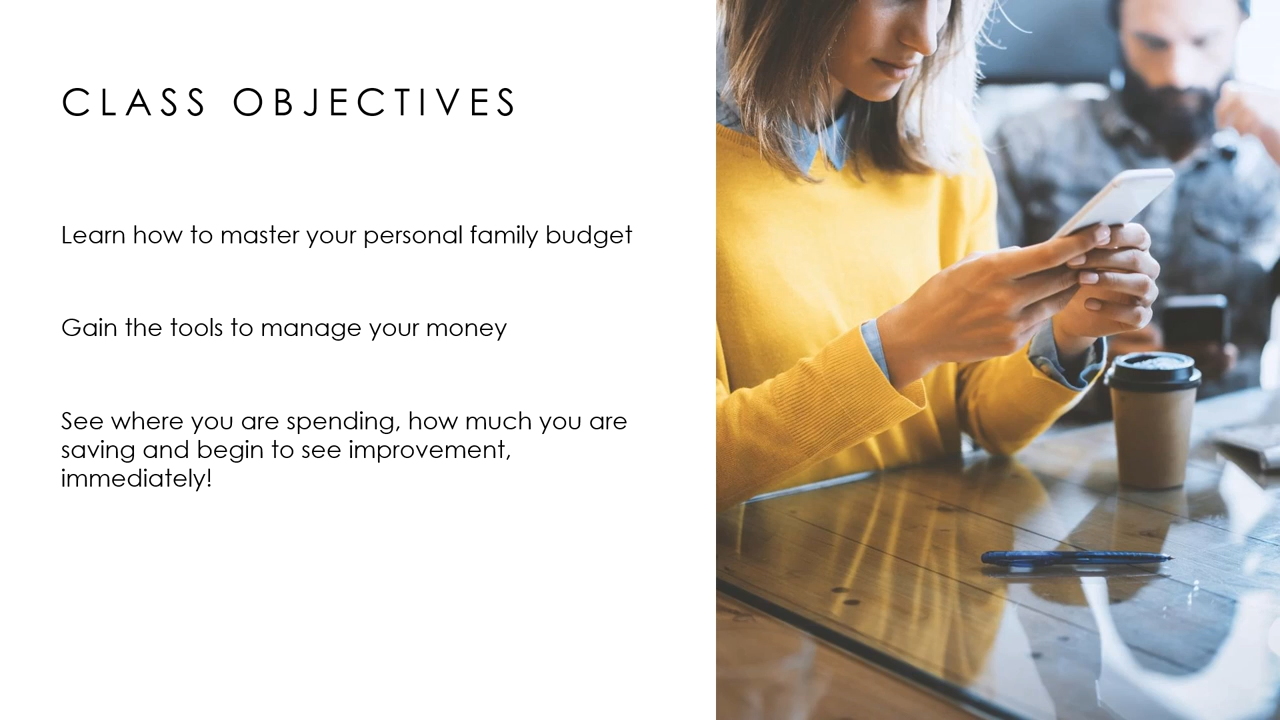 CLASS OBJECTIVES
Learn how to master your personal family budget
Gain the tools to manage your money
See where you are spending, how much you are
saving and begin to see improvement,
immediately!